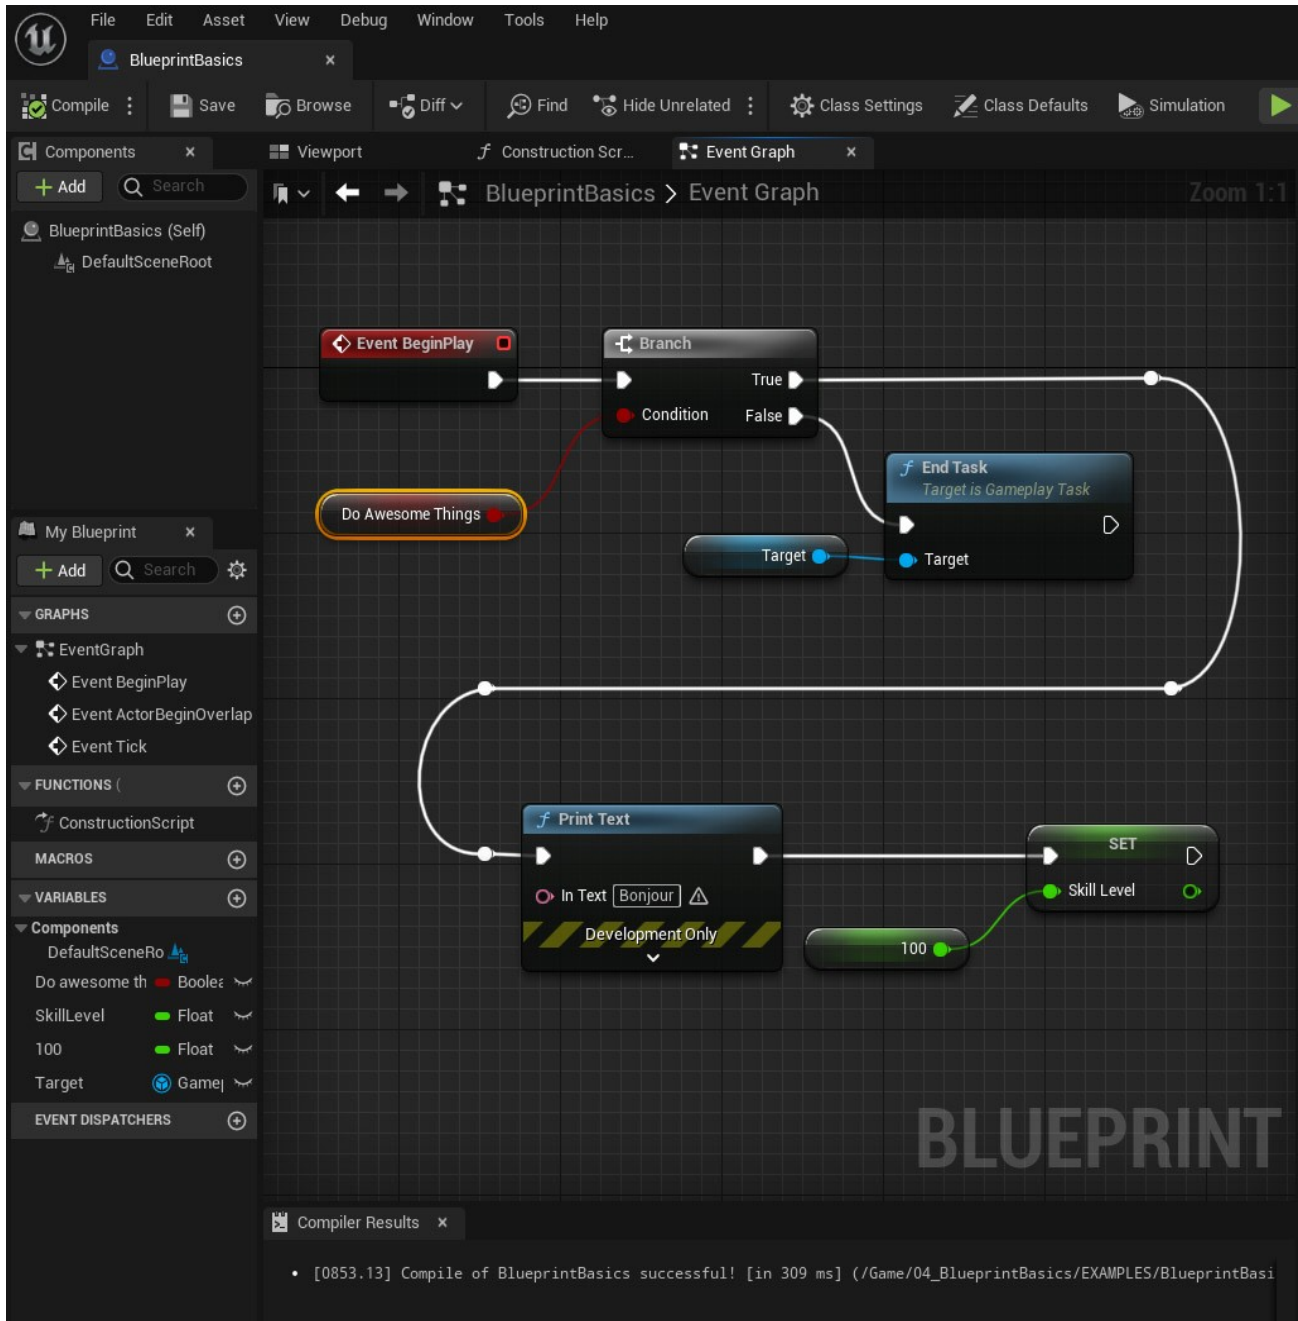 File Edit Asset View Debug Window Tools Help
BlueprintBasics
Compile Save Browse Diff Find Hide Unrelated Class Settings Class Defaults Simulation
Components
Viewport Construction Scr... Event Graph
Add Search
BlueprintBasics > Event Graph
Zoom 1:1
BlueprintBasics (Self)
DefaultSceneRoot
Event BeginPlay
Branch
True
Condition False
Do Awesome Things
End Task
Target is Gameplay Task
Target
Target
Print Text
In Text Bonjour
Development Only
SET
Skill Level
100
My Blueprint
Add Search
GRAPHS
EventGraph
Event BeginPlay
Event ActorBeginOverlap
Event Tick
FUNCTIONS (
ConstructionScript
MACROS
VARIABLES
Components
DefaultSceneRo
Do awesome th Boolea
SkillLevel Float
100 Float
Target Gamep
EVENT DISPATCHERS
BLUEPRINT
Compiler Results
• [0853.13] Compile of BlueprintBasics successful! [in 309 ms] (/Game/04_BlueprintBasics/EXAMPLES/BlueprintBasi